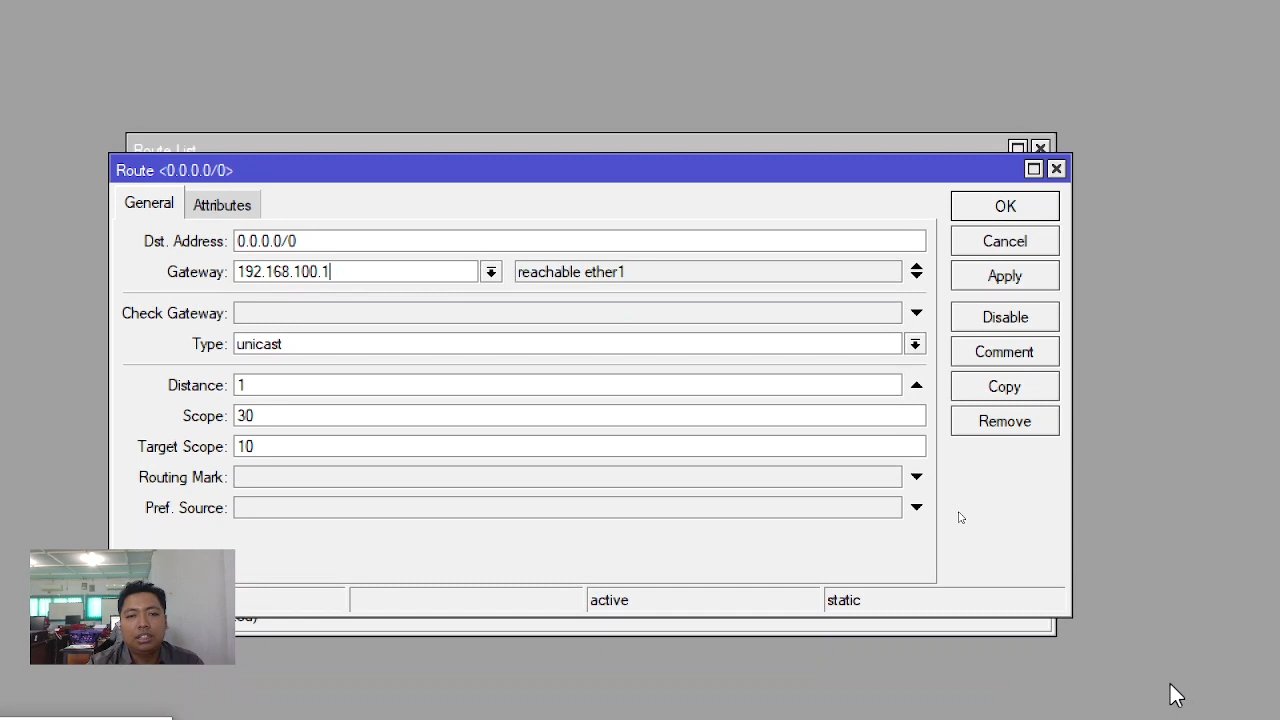 Route List
Route <0.0.0.0/0>
General Attributes
OK
Dst. Address: 0.0.0.0/0
Cancel
Gateway: 192.168.100.1 reachable ether1
Apply
Check Gateway:
Disable
Type: unicast
Comment
Distance: 1
Copy
Scope: 30
Remove
Target Scope: 10
Routing Mark:
Pref. Source:
active static